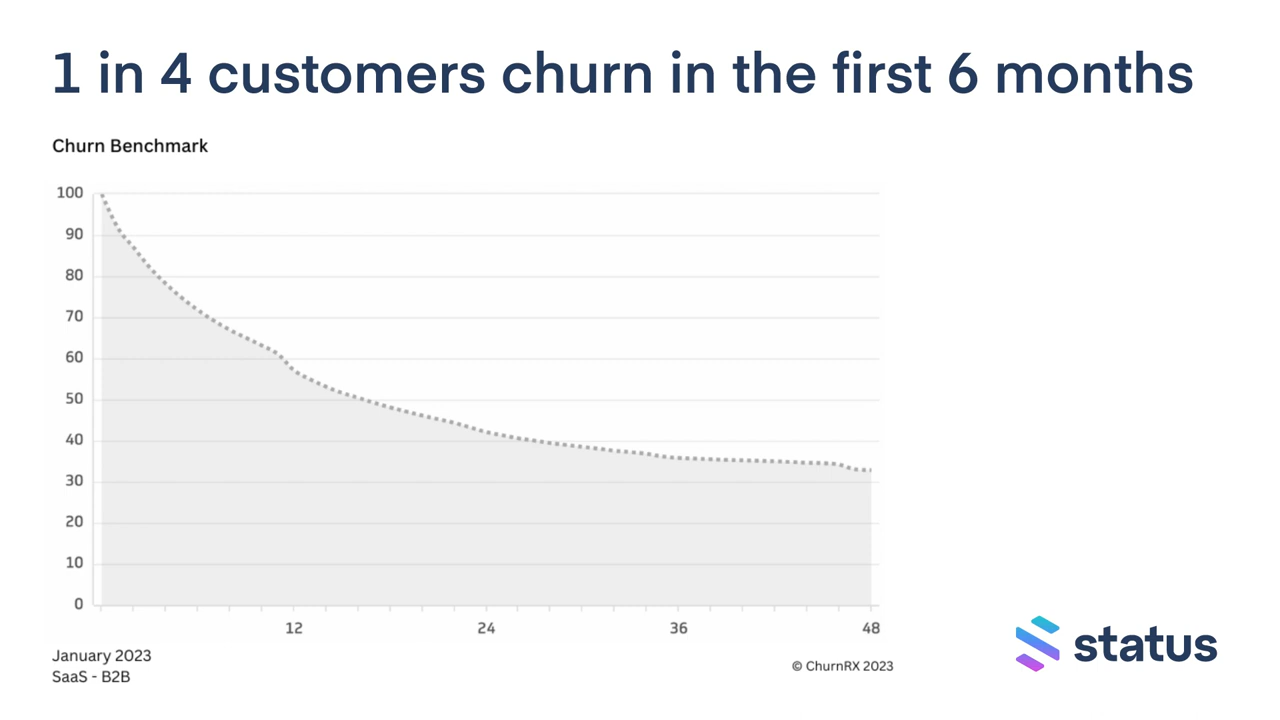 1 in 4 customers churn in the first 6 months
Churn Benchmark
100
90
80
70
60
50
40
30
20
10
0
12
24
36
48
January 2023
SaaS - B2B
© ChurnRX 2023
status